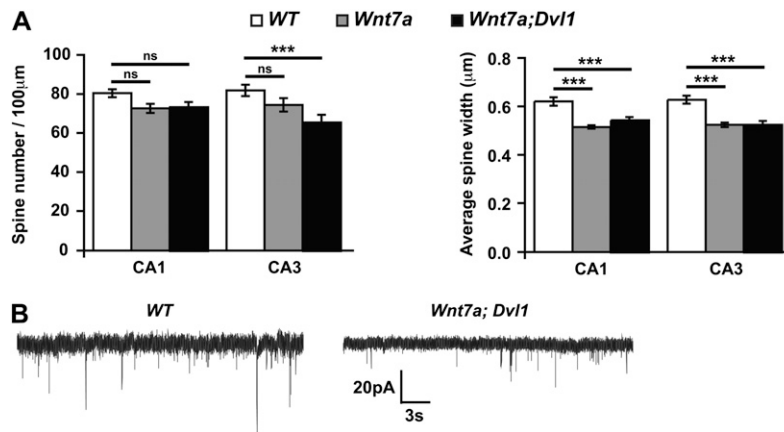 A
WT Wnt7a Wnt7a;Dvl1
Spine number / 100μm
100
80
60
40
20
0
ns
ns
***
ns
CA1 CA3
Average spine width (μm)
0.8
0.6
0.4
0.2
0.0
***
***
***
***
CA1 CA3
B
WT Wnt7a; Dvl1
20pA
3s